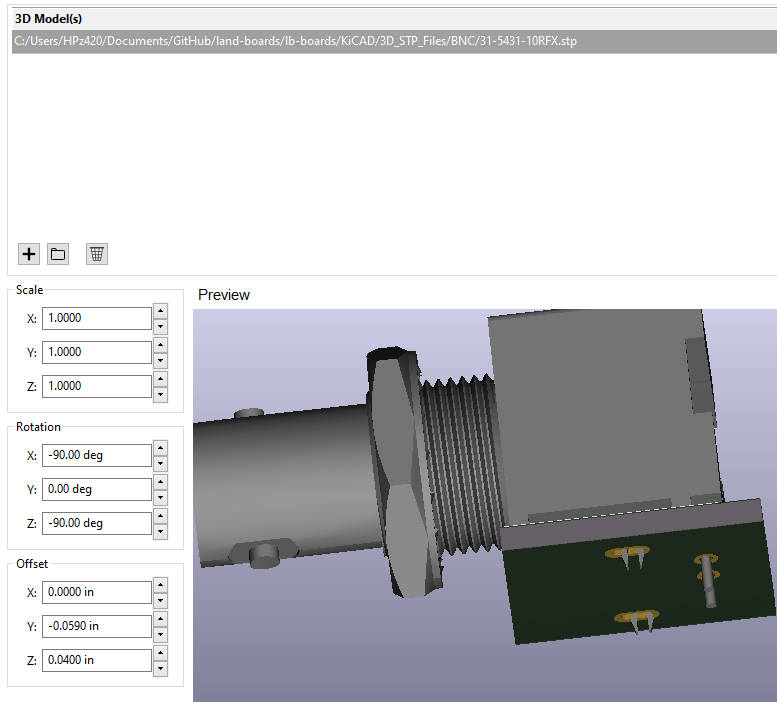 3D Model(s)
C:/Users/HPz420/Documents/GitHub/land-boards/lb-boards/KiCAD/3D_STP_Files/BNC/31-5431-10RFX.stp
Scale
X: 1.0000
Y: 1.0000
Z: 1.0000
Rotation
X: -90.00 deg
Y: 0.00 deg
Z: -90.00 deg
Offset
X: 0.0000 in
Y: -0.0590 in
Z: 0.0400 in
Preview